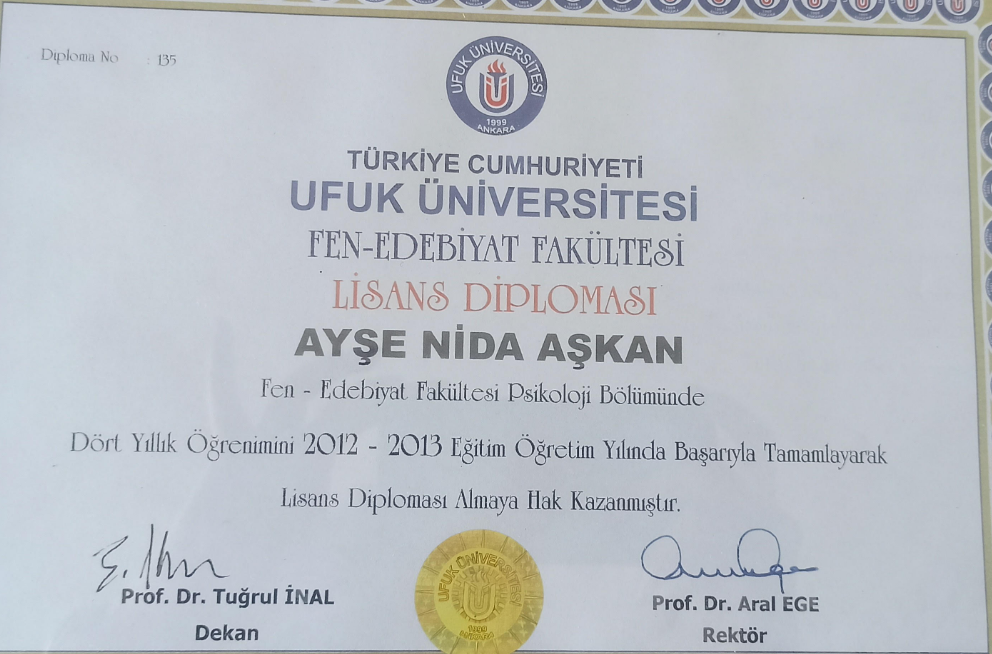 Diploma No : 135
UFUK ÜNİVERSİTESİ
1999
ANKARA
TÜRKİYE CUMHURİYETİ
UFUK ÜNİVERSİTESİ
FEN-EDEBİYAT FAKÜLTESİ
LİSANS DİPLOMASI
AYŞE NİDA AŞKAN
Fen - Edebiyat Fakültesi Psikoloji Bölümünde
Dört Yıllık Öğrenimini 2012 - 2013 Eğitim Öğretim Yılında Başarıyla Tamamlayarak
Lisans Diploması Almaya Hak Kazanmıştır.
UFUK ÜNİVERSİTESİ
1999
ANKARA
Prof. Dr. Tuğrul İNAL
Dekan
Prof. Dr. Aral EGE
Rektör